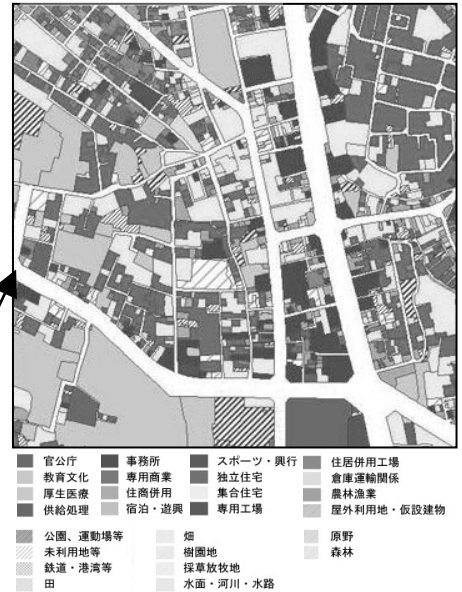 官公庁 事務所 スポーツ・興行 住居併用工場
教育文化 専用商業 独立住宅 倉庫運輸関係
厚生医療 住商併用 集合住宅 農林漁業
供給処理 宿泊・遊興 専用工場 屋外利用地・仮設建物
公園、運動場等 畑 原野
未利用地等 樹園地 森林
鉄道・港湾等 採草放牧地
田 水面・河川・水路